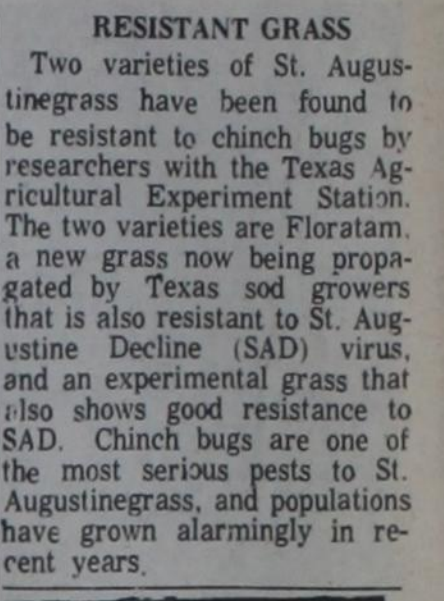 RESISTANT GRASS
Two varieties of St. Augus-
tinegrass have been found to
be resistant to chinch bugs by
researchers with the Texas Ag-
ricultural Experiment Station.
The two varieties are Floratam,
a new grass now being propa-
gated by Texas sod growers
that is also resistant to St. Aug-
ustine Decline (SAD) virus,
and an experimental grass that
also shows good resistance to
SAD. Chinch bugs are one of
the most serious pests to St.
Augustinegrass, and populations
have grown alarmingly in re-
cent years.